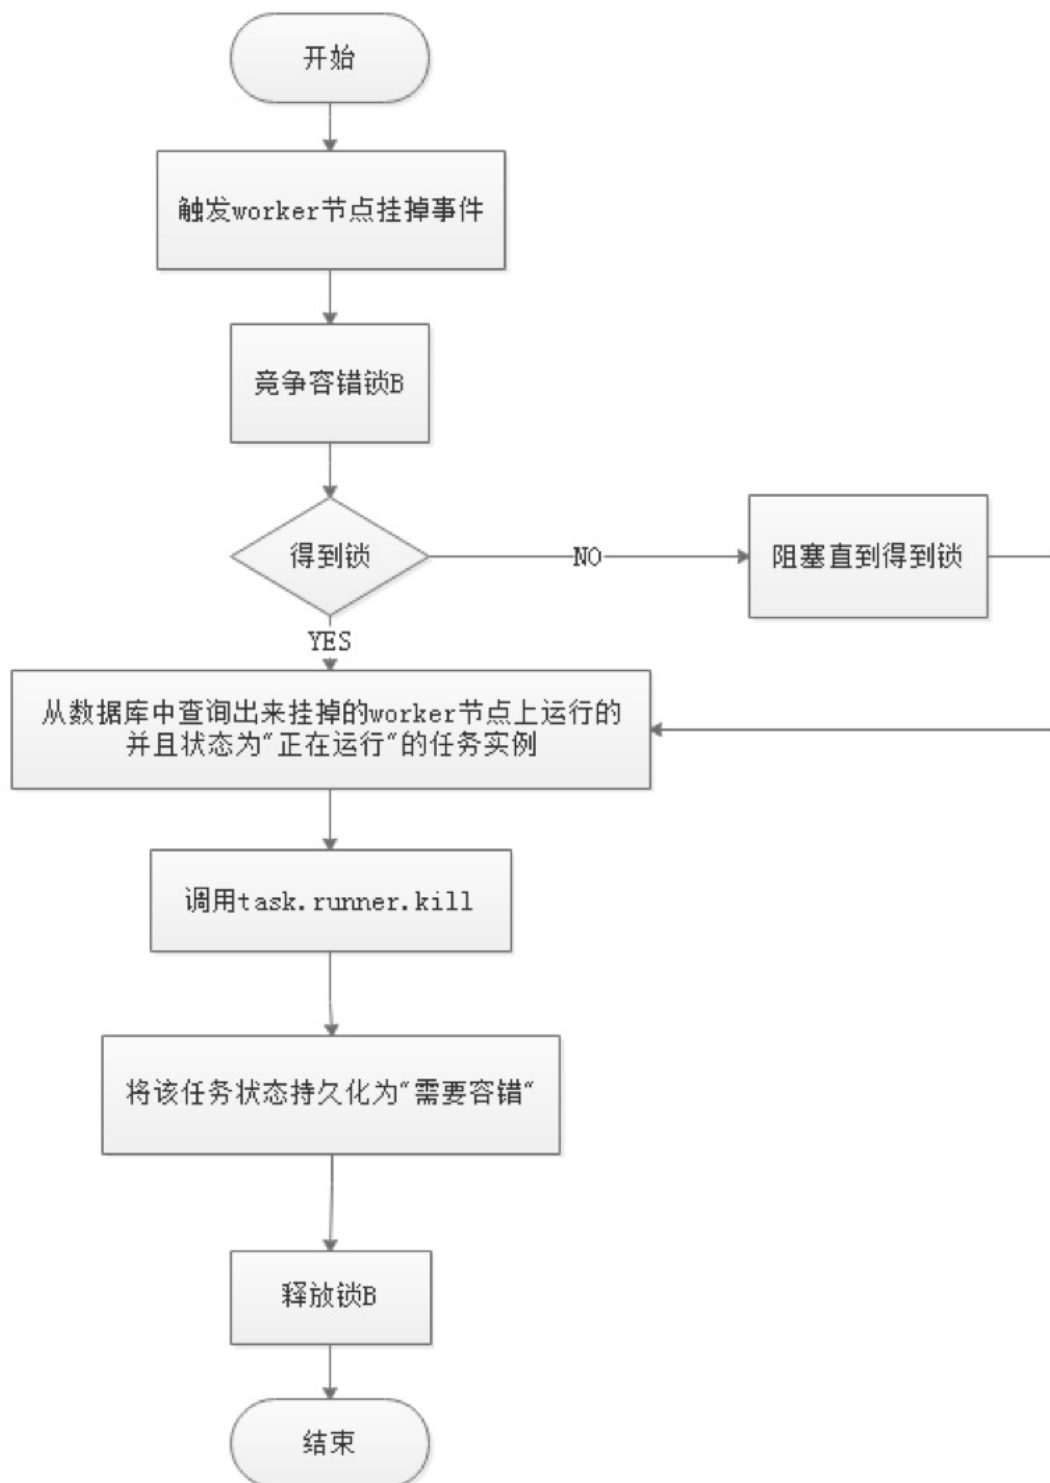 开始
触发worker节点挂掉事件
竟争容错锁B
得到锁
NO
阻塞直到得到锁
YES
从数据库中查询出来挂掉的worker节点上运行的
并且状态为“正在运行“的任务实例
调用task.runner.kill
将该任务状态持久化为“需要容错“
释放锁B
结束